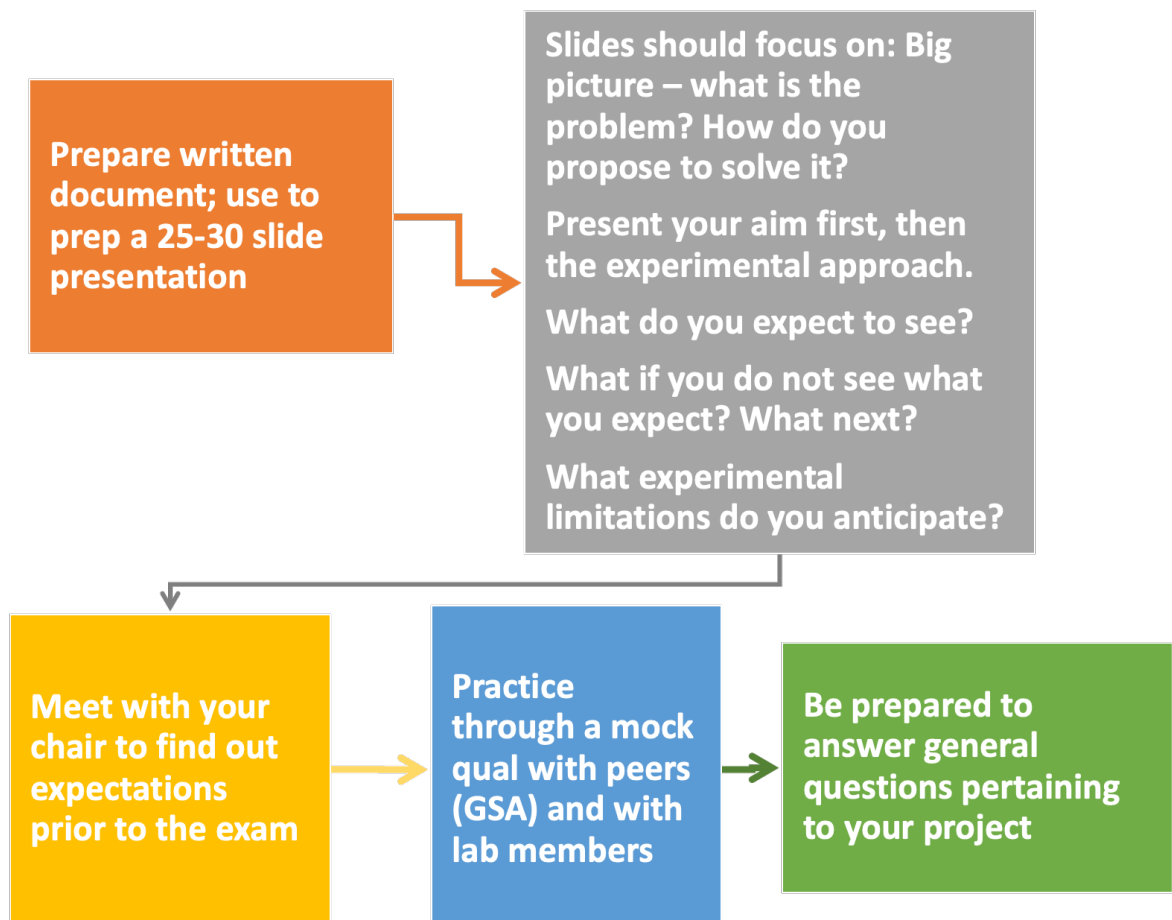 Prepare written
document; use to
prep a 25-30 slide
presentation
Slides should focus on: Big
picture – what is the
problem? How do you
propose to solve it?
Present your aim first, then
the experimental approach.
What do you expect to see?
What if you do not see what
you expect? What next?
What experimental
limitations do you anticipate?
Meet with your
chair to find out
expectations
prior to the exam
Practice
through a mock
qual with peers
(GSA) and with
lab members
Be prepared to
answer general
questions pertaining
to your project